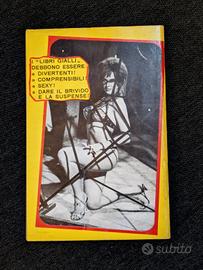 I "LIBRI GIALLI"
DEBBONO ESSERE:
• DIVERTENTI!
• COMPRENSIBILI!
• SEXY!
• DARE IL BRIVIDO
E LA SUSPENSE!
subito